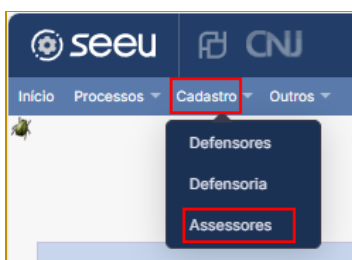 seeu CNJ
Início Processos Cadastro Outros
Defensores
Defensoria
Assessores